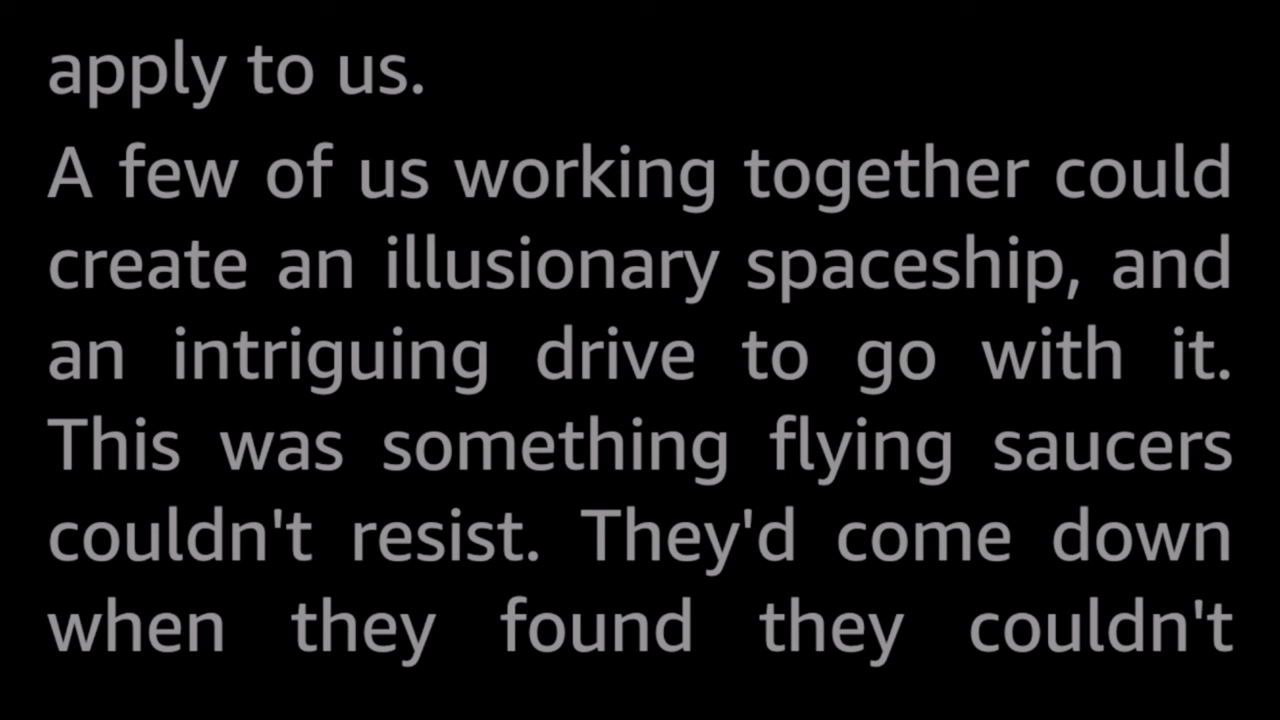 apply to us.
A few of us working together could
create an illusionary spaceship, and
an intriguing drive to go with it.
This was something flying saucers
couldn't resist. They'd come down
when they found they couldn't